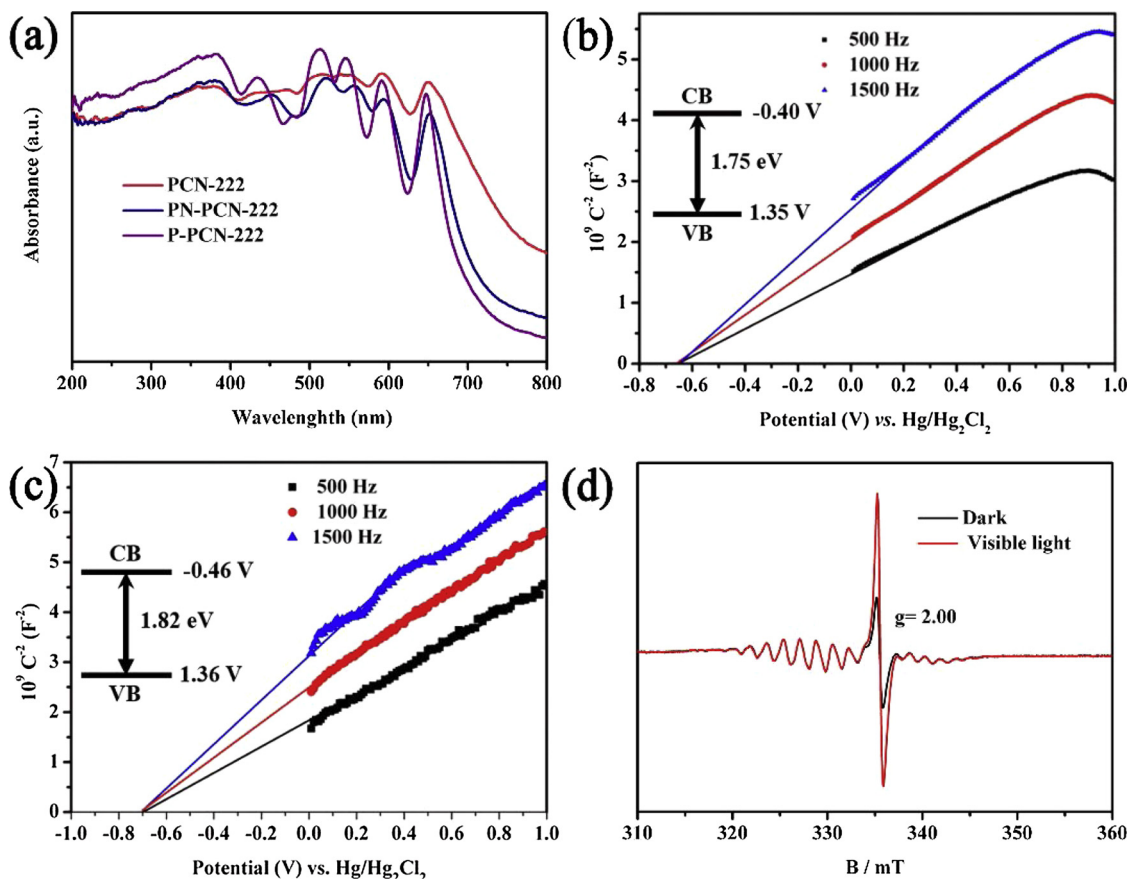 (a)
Absorbance (a.u.)
PCN-222
PN-PCN-222
P-PCN-222
200 300 400 500 600 700 800
Wavelenghth (nm)
(b)
10⁹ C⁻² (F⁻²)
500 Hz
1000 Hz
1500 Hz
CB
-0.40 V
1.75 eV
1.35 V
VB
5
4
3
2
1
0
-0.8 -0.6 -0.4 -0.2 0.0 0.2 0.4 0.6 0.8 1.0
Potential (V) vs. Hg/Hg₂Cl₂
(c)
10⁹ C⁻² (F⁻²)
500 Hz
1000 Hz
1500 Hz
CB
-0.46 V
1.82 eV
1.36 V
VB
7
6
5
4
3
2
1
0
-1.0 -0.8 -0.6 -0.4 -0.2 0.0 0.2 0.4 0.6 0.8 1.0
Potential (V) vs. Hg/Hg₂Cl₂
(d)
Dark
Visible light
g= 2.00
310 320 330 340 350 360
B / mT